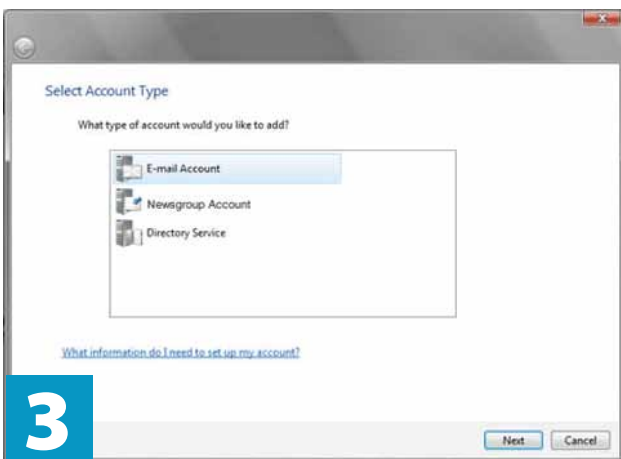 Select Account Type
What type of account would you like to add?
E-mail Account
Newsgroup Account
Directory Service
What information do I need to set up my account?
3
Next Cancel